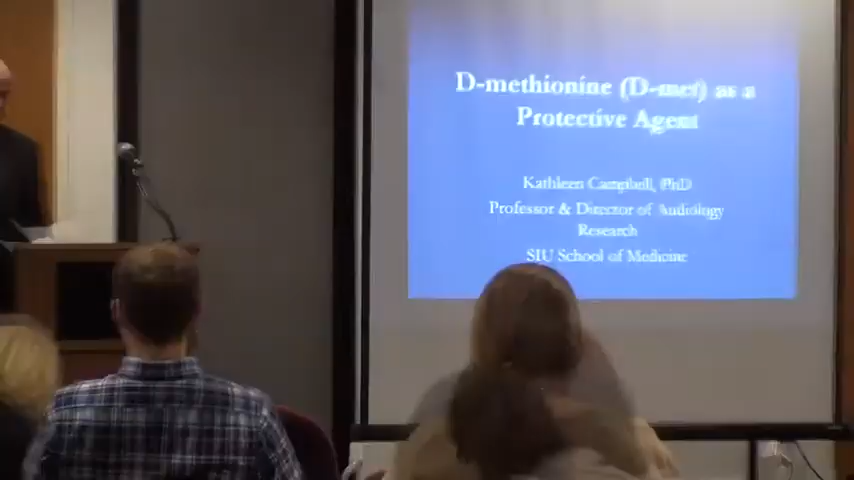 D-methionine (D-met) as a
Protective Agent
Kathleen Campbell, PhD
Professor & Director of Audiology
Research
SIU School of Medicine